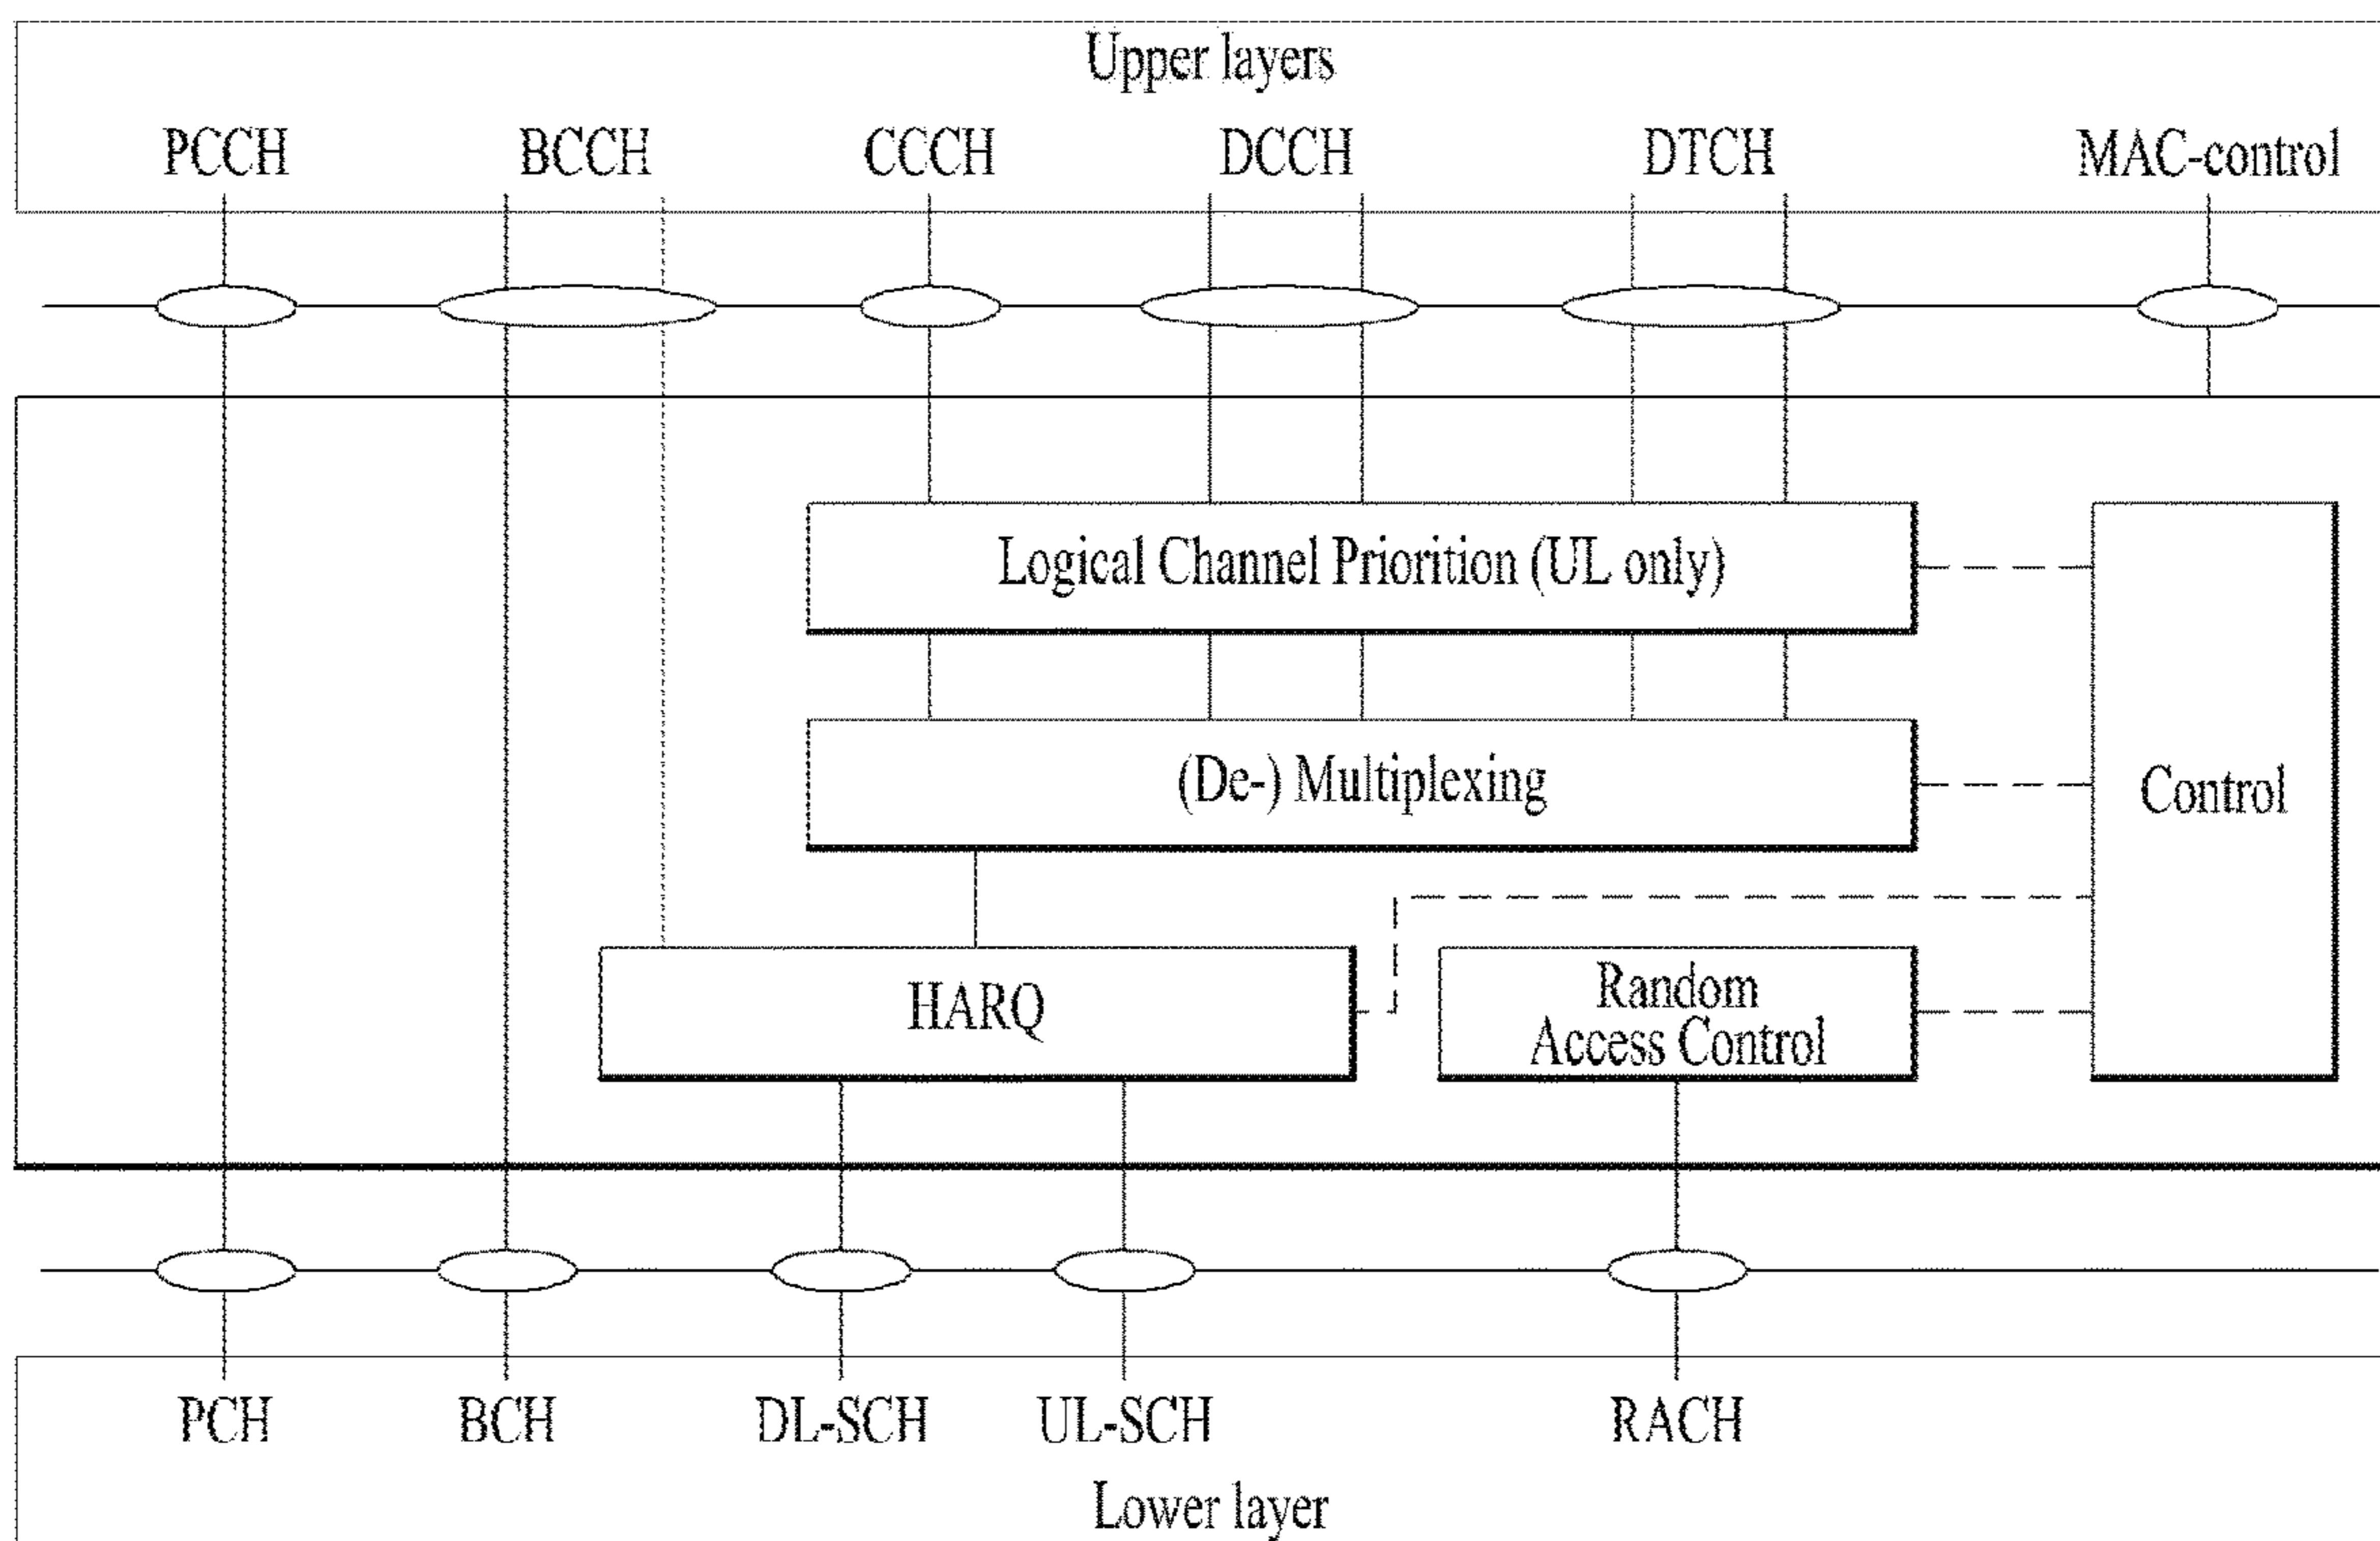 Upper layers
PCCH BCCH CCCH DCCH DTCH MAC-control
Logical Channel Priorition (UL only)
(De-) Multiplexing
Control
HARQ
Random
Access Control
PCH BCH DL-SCH UL-SCH RACH
Lower layer